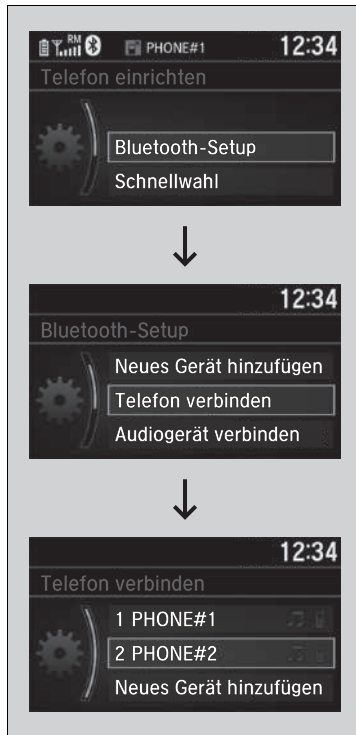 RM PHONE#1 12:34
Telefon einrichten
Bluetooth-Setup
Schnellwahl
12:34
Bluetooth-Setup
Neues Gerät hinzufügen
Telefon verbinden
Audiogerät verbinden
12:34
Telefon verbinden
1 PHONE#1
2 PHONE#2
Neues Gerät hinzufügen